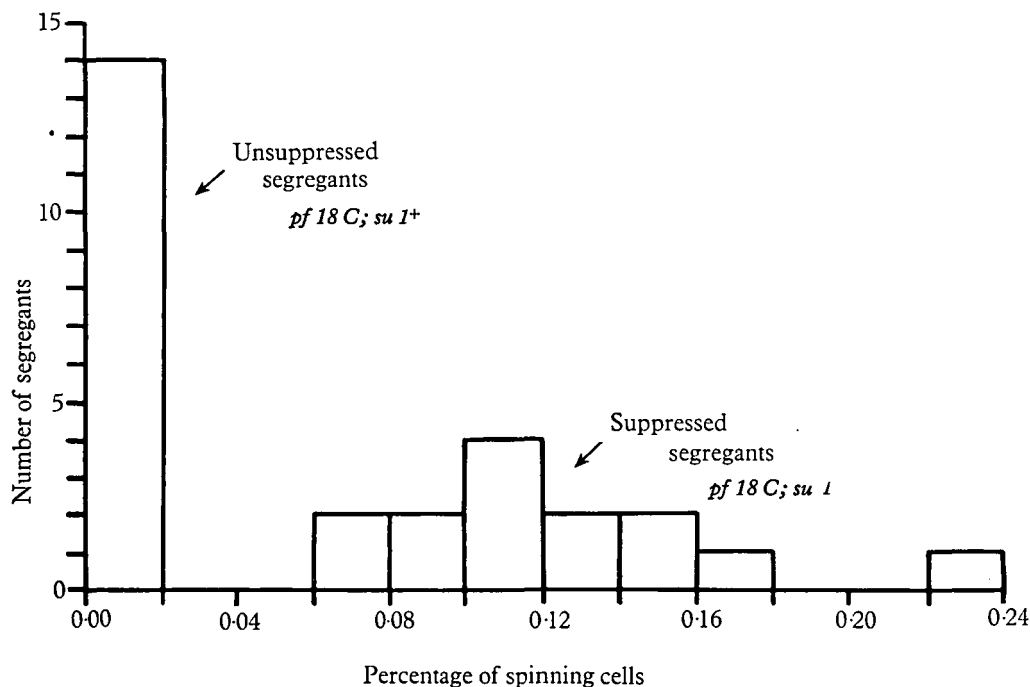 15
Unsuppressed
segregants
pf 18 C; su 1+
10
Number of segregants
5
Suppressed
segregants
pf 18 C; su 1
0
0·00 0·04 0·08 0·12 0·16 0·20 0·24
Percentage of spinning cells